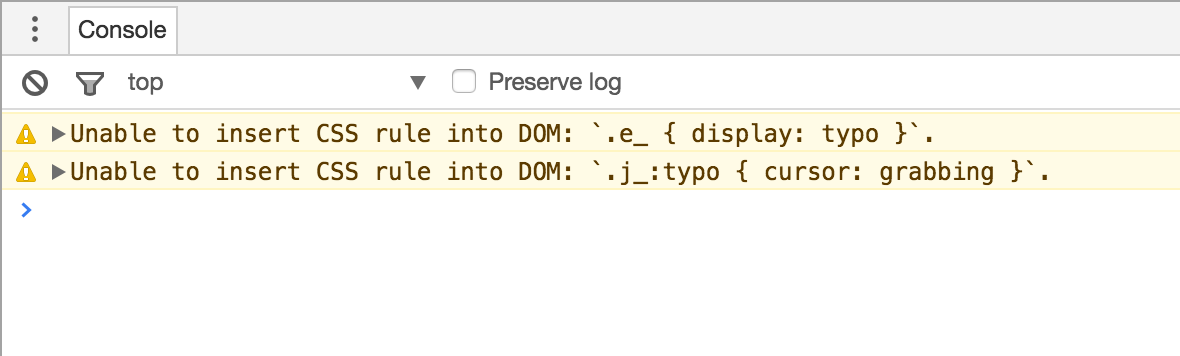 Console
top Preserve log
Unable to insert CSS rule into DOM: `.e_ { display: typo }`.
Unable to insert CSS rule into DOM: `.j_:typo { cursor: grabbing }`.